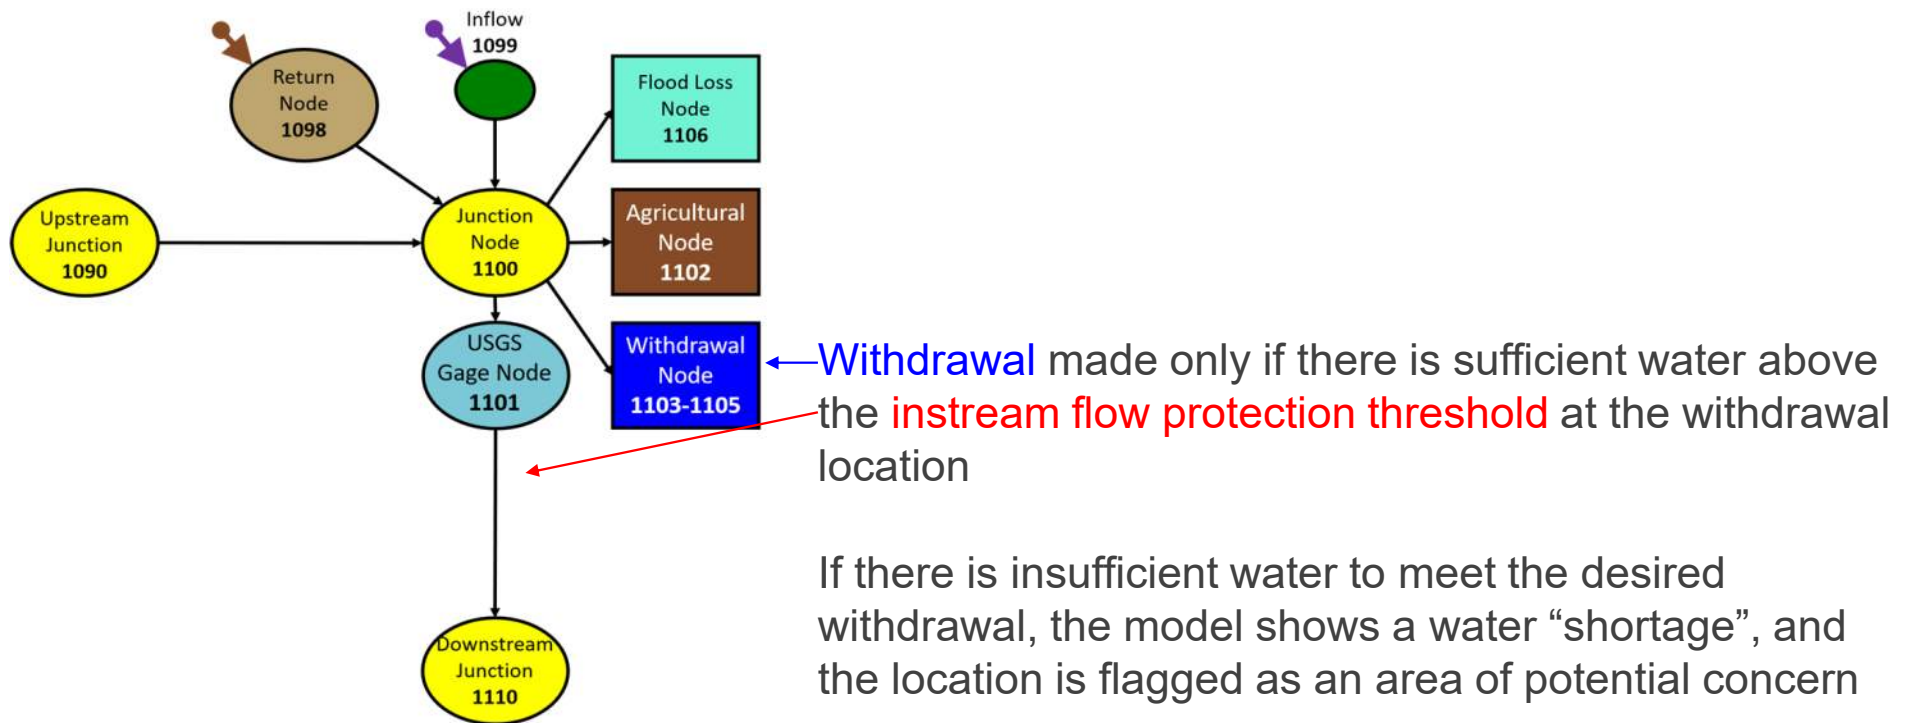 Inflow
1099
Return
Node
1098
Flood Loss
Node
1106
Upstream
Junction
1090
Junction
Node
1100
Agricultural
Node
1102
USGS
Gage Node
1101
Withdrawal
Node
1103-1105
Downstream
Junction
1110
Withdrawal made only if there is sufficient water above
the instream flow protection threshold at the withdrawal
location
If there is insufficient water to meet the desired
withdrawal, the model shows a water “shortage”, and
the location is flagged as an area of potential concern